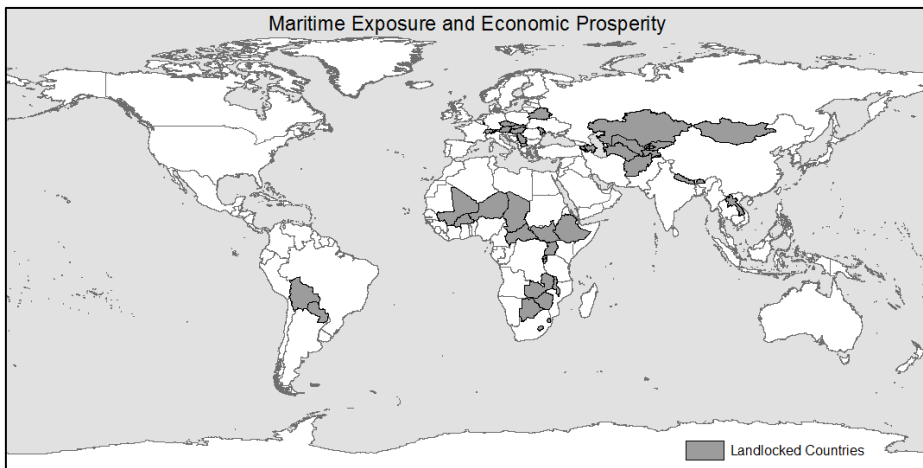 Maritime Exposure and Economic Prosperity
Landlocked Countries